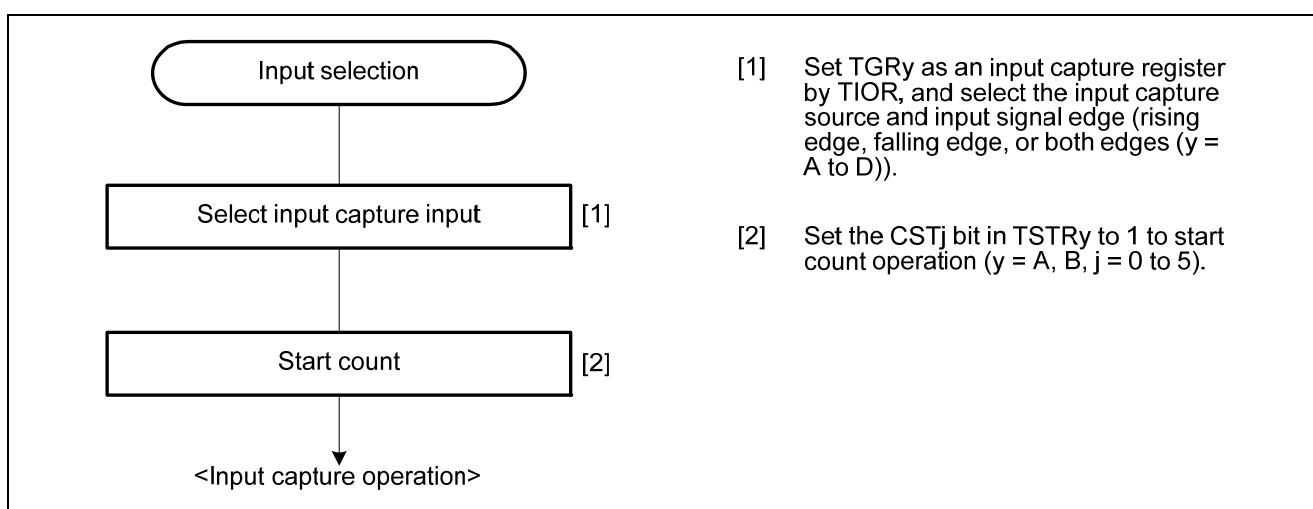 Input selection
Select input capture input
[1]
Start count
[2]
<Input capture operation>
[1] Set TGRy as an input capture register
by TIOR, and select the input capture
source and input signal edge (rising
edge, falling edge, or both edges (y =
A to D)).
[2] Set the CSTj bit in TSTRy to 1 to start
count operation (y = A, B, j = 0 to 5).